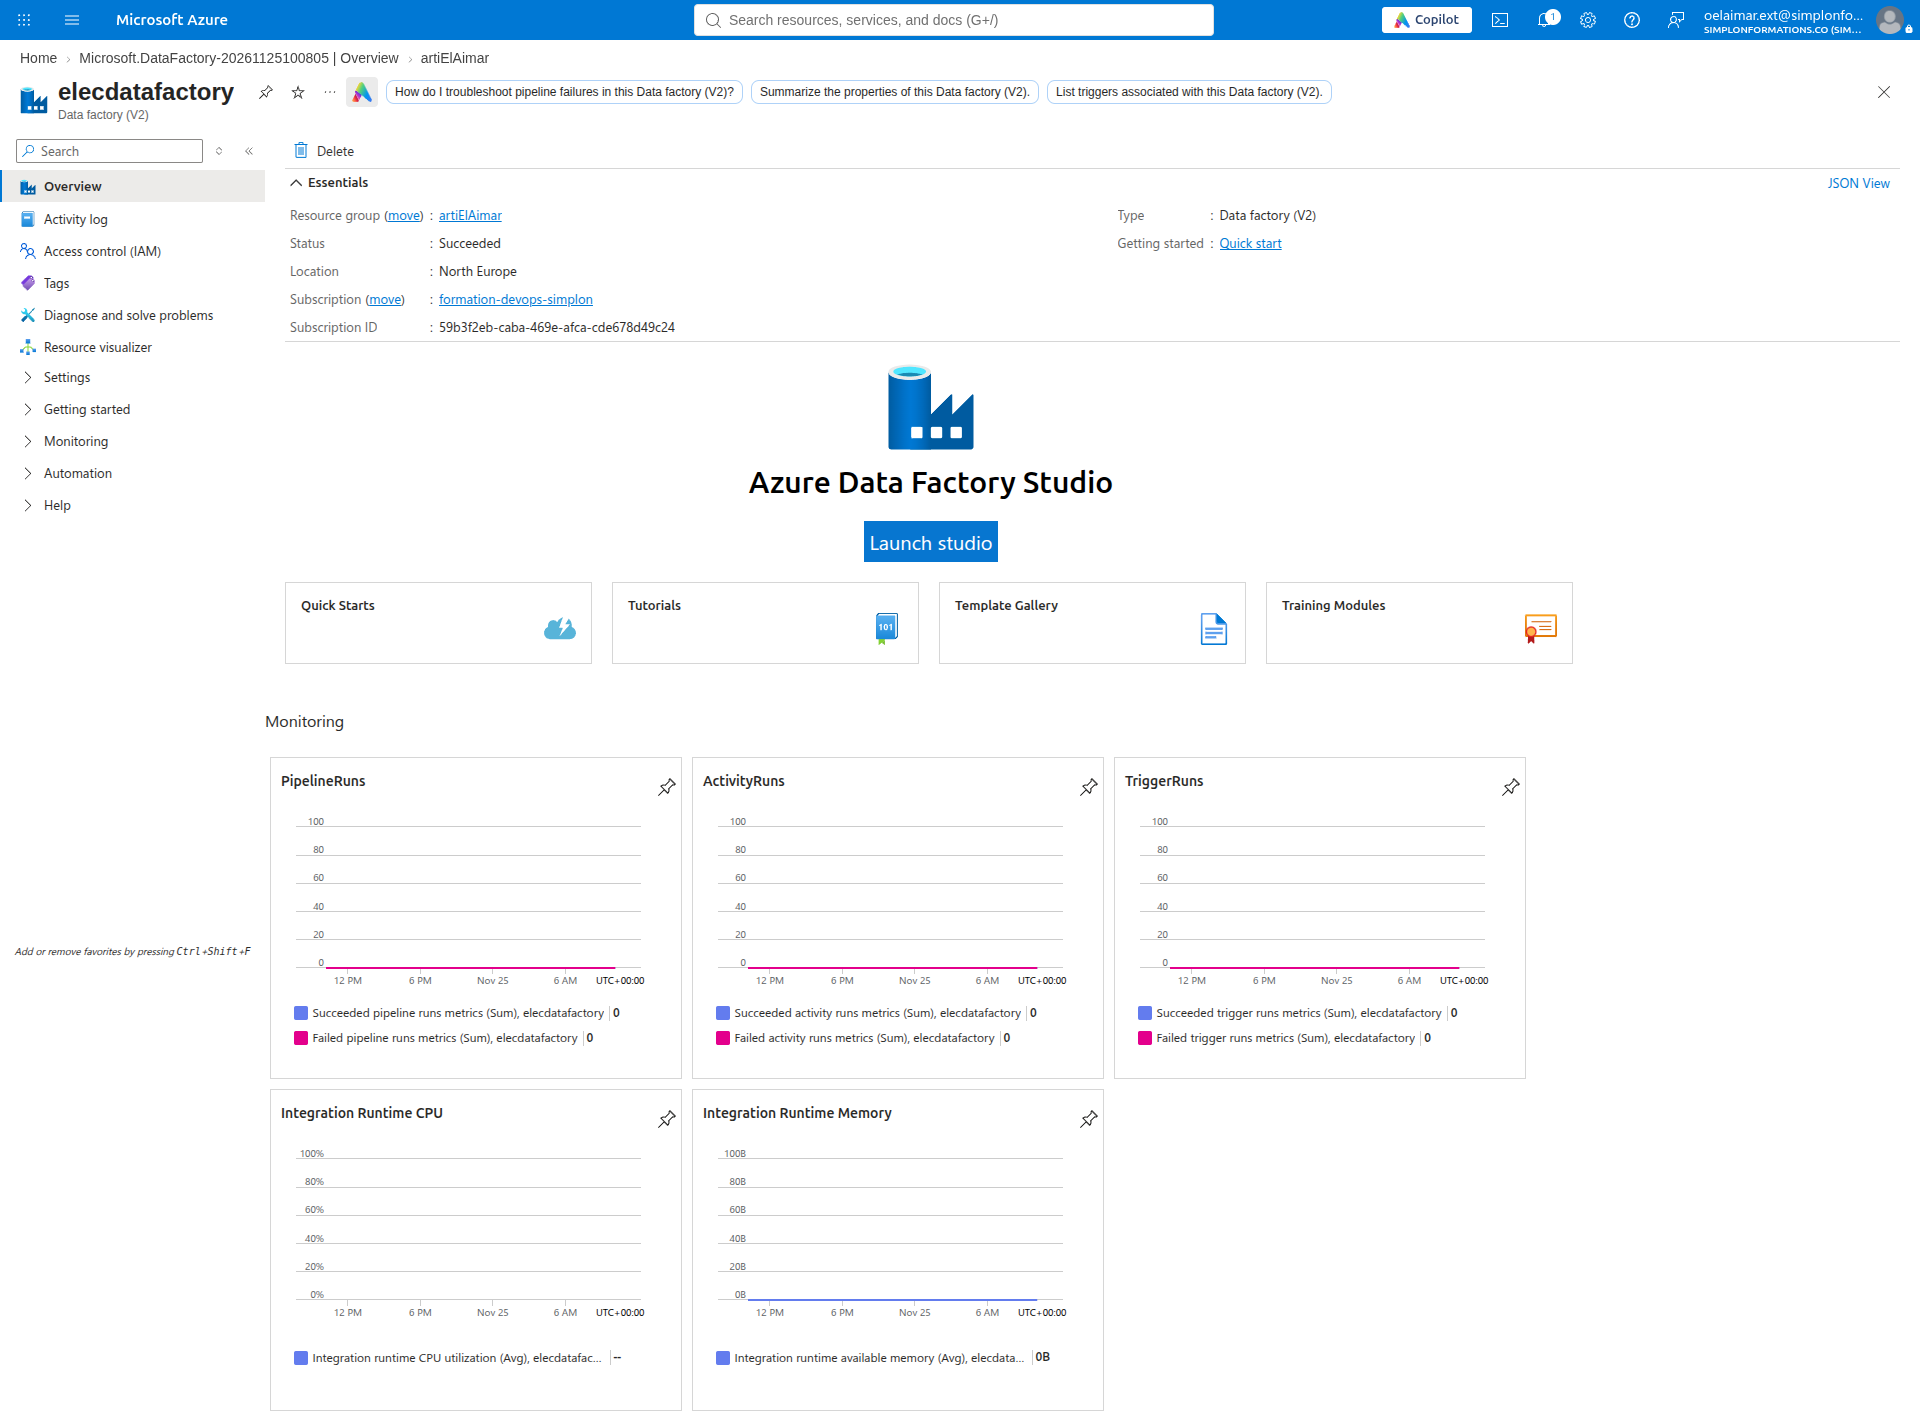 Microsoft Azure
Search resources, services, and docs (G+/)
Copilot
1
oelaimar.ext@simplonfo...
SIMPLONFORMATIONS.CO (SIM...
Home > Microsoft.DataFactory-20261125100805 | Overview > artiElAimar
elecdatafactory
Data factory (V2)
How do I troubleshoot pipeline failures in this Data factory (V2)?
Summarize the properties of this Data factory (V2).
List triggers associated with this Data factory (V2).
Search
Overview
Activity log
Access control (IAM)
Tags
Diagnose and solve problems
Resource visualizer
Settings
Getting started
Monitoring
Automation
Help
Add or remove favorites by pressing Ctrl+Shift+F
Delete
Essentials
JSON View
Resource group (move) : artiElAimar
Status : Succeeded
Location : North Europe
Subscription (move) : formation-devops-simplon
Subscription ID : 59b3f2eb-caba-469e-afca-cde678d49c24
Type : Data factory (V2)
Getting started : Quick start
Azure Data Factory Studio
Launch studio
Quick Starts
Tutorials
101
Template Gallery
Training Modules
Monitoring
PipelineRuns
100
80
60
40
20
0
12 PM 6 PM Nov 25 6 AM UTC+00:00
Succeeded pipeline runs metrics (Sum), elecdatafactory | 0
Failed pipeline runs metrics (Sum), elecdatafactory | 0
ActivityRuns
100
80
60
40
20
0
12 PM 6 PM Nov 25 6 AM UTC+00:00
Succeeded activity runs metrics (Sum), elecdatafactory | 0
Failed activity runs metrics (Sum), elecdatafactory | 0
TriggerRuns
100
80
60
40
20
0
12 PM 6 PM Nov 25 6 AM UTC+00:00
Succeeded trigger runs metrics (Sum), elecdatafactory | 0
Failed trigger runs metrics (Sum), elecdatafactory | 0
Integration Runtime CPU
100%
80%
60%
40%
20%
0%
12 PM 6 PM Nov 25 6 AM UTC+00:00
Integration runtime CPU utilization (Avg), elecdatafac... | --
Integration Runtime Memory
100B
80B
60B
40B
20B
0B
12 PM 6 PM Nov 25 6 AM UTC+00:00
Integration runtime available memory (Avg), elecdata... | 0B